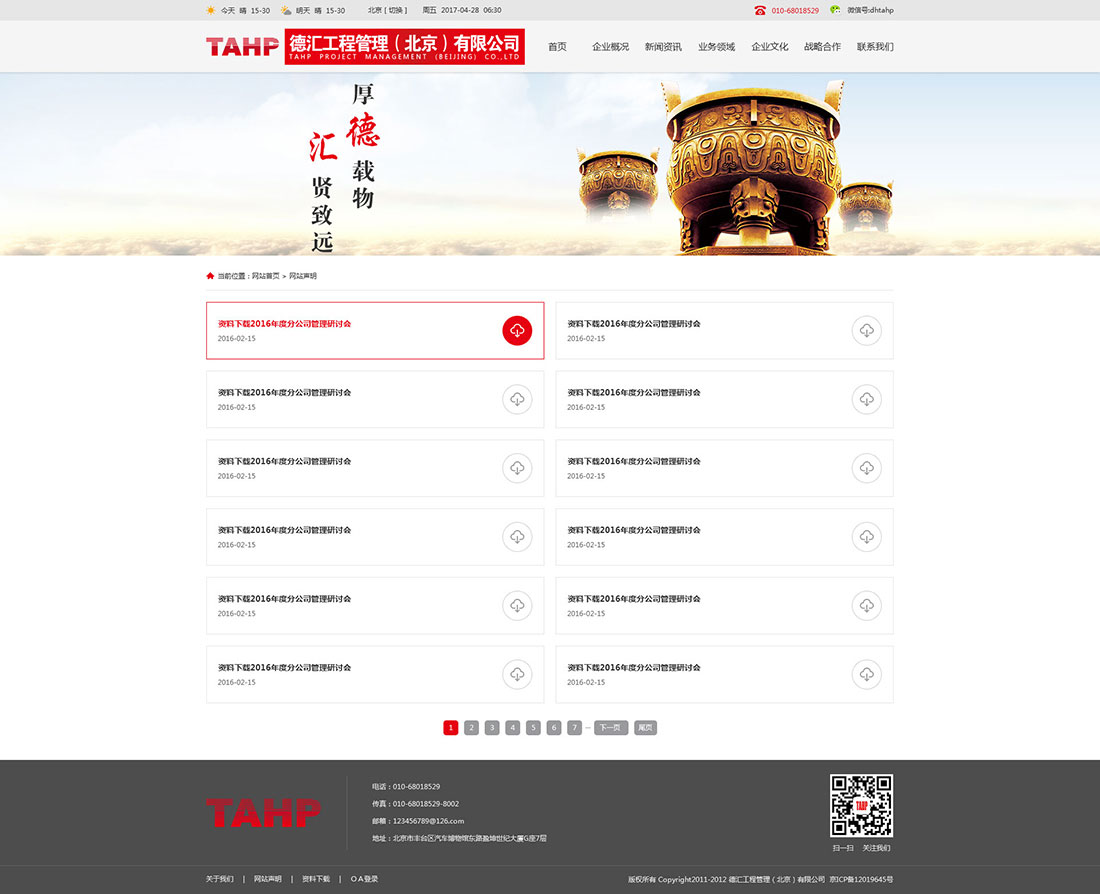 今天 晴 15-30 明天 晴 15-30 北京 [ 切换 ] 周五 2017-04-28 06:30 010-68018529 微信号:dhtahp
TAHP 德汇工程管理（北京）有限公司
TAHP PROJECT MANAGEMENT (BEIJING) CO.,LTD
首页 企业概况 新闻资讯 业务领域 企业文化 战略合作 联系我们
厚德载物
汇贤致远
当前位置：网站首页 > 网站声明
资料下载2016年度分公司管理研讨会
2016-02-15
资料下载2016年度分公司管理研讨会
2016-02-15
资料下载2016年度分公司管理研讨会
2016-02-15
资料下载2016年度分公司管理研讨会
2016-02-15
资料下载2016年度分公司管理研讨会
2016-02-15
资料下载2016年度分公司管理研讨会
2016-02-15
资料下载2016年度分公司管理研讨会
2016-02-15
资料下载2016年度分公司管理研讨会
2016-02-15
资料下载2016年度分公司管理研讨会
2016-02-15
资料下载2016年度分公司管理研讨会
2016-02-15
资料下载2016年度分公司管理研讨会
2016-02-15
资料下载2016年度分公司管理研讨会
2016-02-15
1 2 3 4 5 6 7 ... 下一页 尾页
TAHP
电话：010-68018529
传真：010-68018529-8002
邮箱：123456789@126.com
地址：北京市丰台区汽车博物馆东路盈坤世纪大厦G座7层
TAHP
扫一扫 关注我们
关于我们 | 网站声明 | 资料下载 | O A登录
版权所有 Copyright2011-2012 德汇工程管理（北京）有限公司 京ICP备12019645号